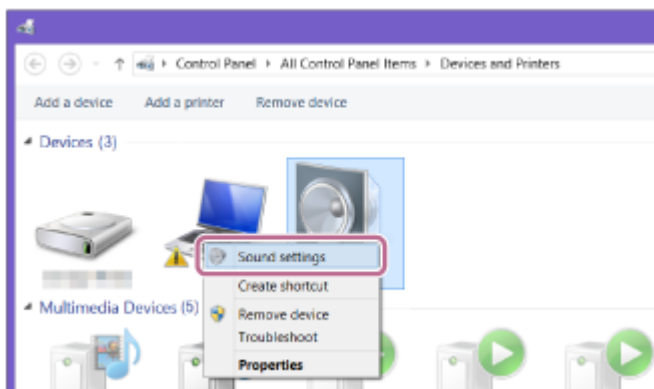 Control Panel ▸ All Control Panel Items ▸ Devices and Printers
Add a device Add a printer Remove device
Devices (3)
Sound settings
Create shortcut
Multimedia Devices (5)
Remove device
Troubleshoot
Properties